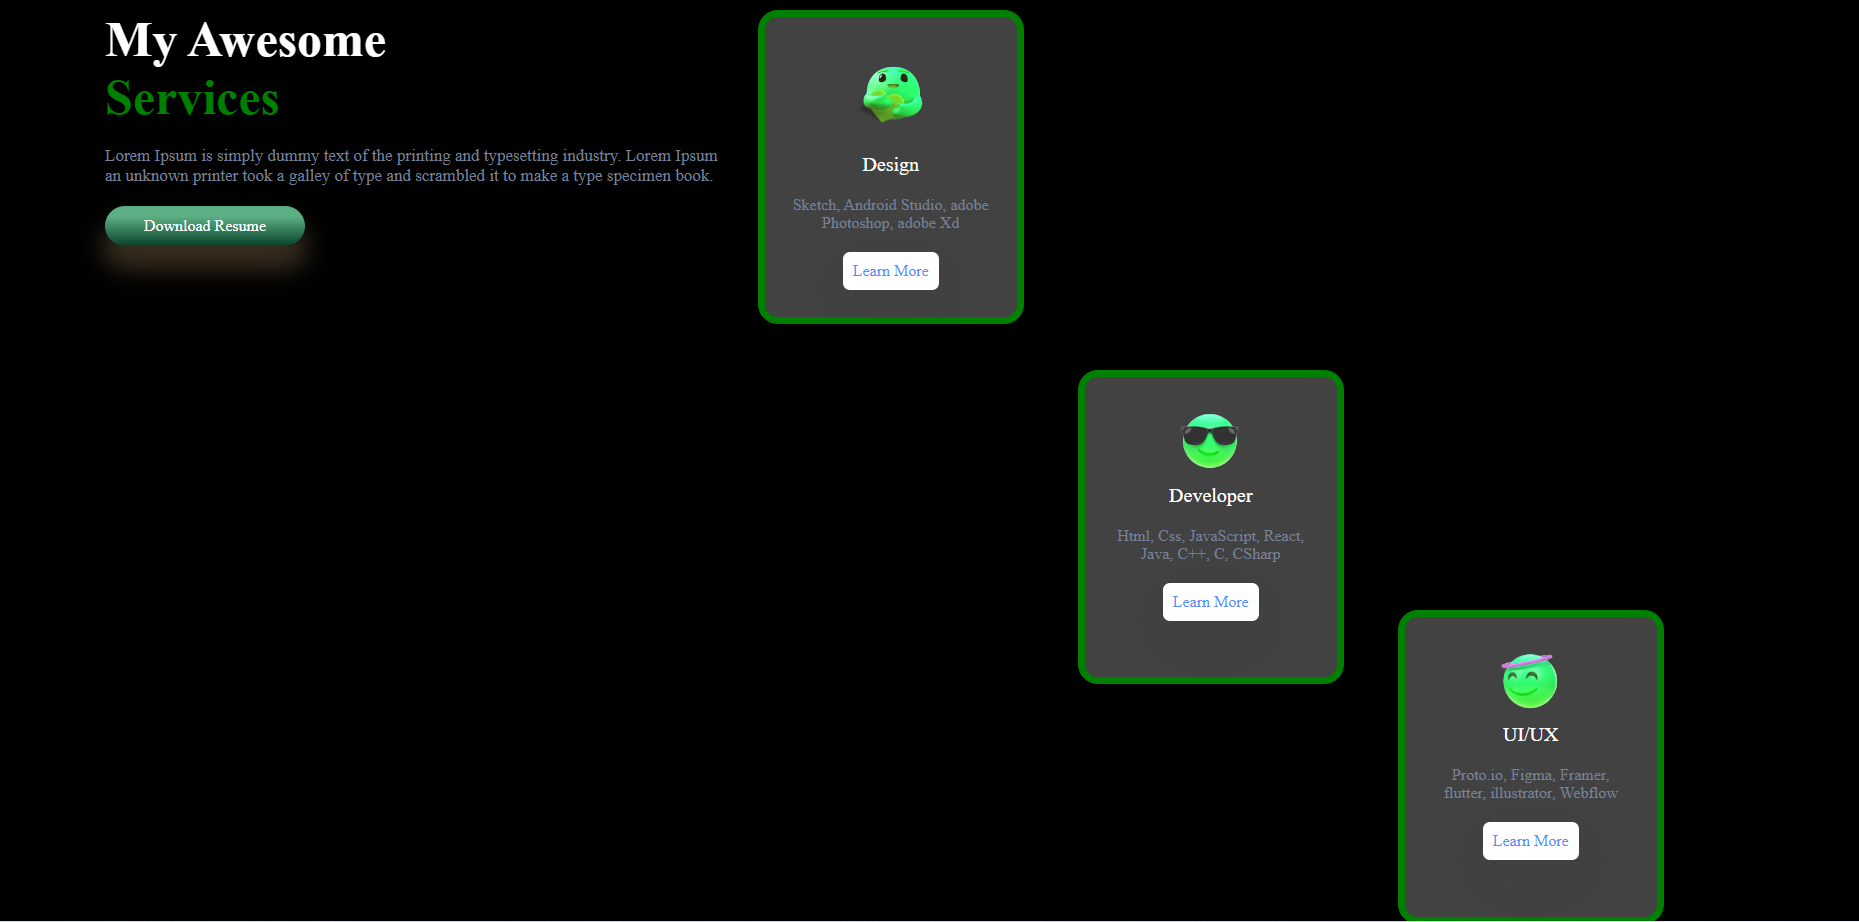 My Awesome
Services
Lorem Ipsum is simply dummy text of the printing and typesetting industry. Lorem Ipsum
an unknown printer took a galley of type and scrambled it to make a type specimen book.
Download Resume
Design
Sketch, Android Studio, adobe
Photoshop, adobe Xd
Learn More
Developer
Html, Css, JavaScript, React,
Java, C++, C, CSharp
Learn More
UI/UX
Proto.io, Figma, Framer,
flutter, illustrator, Webflow
Learn More